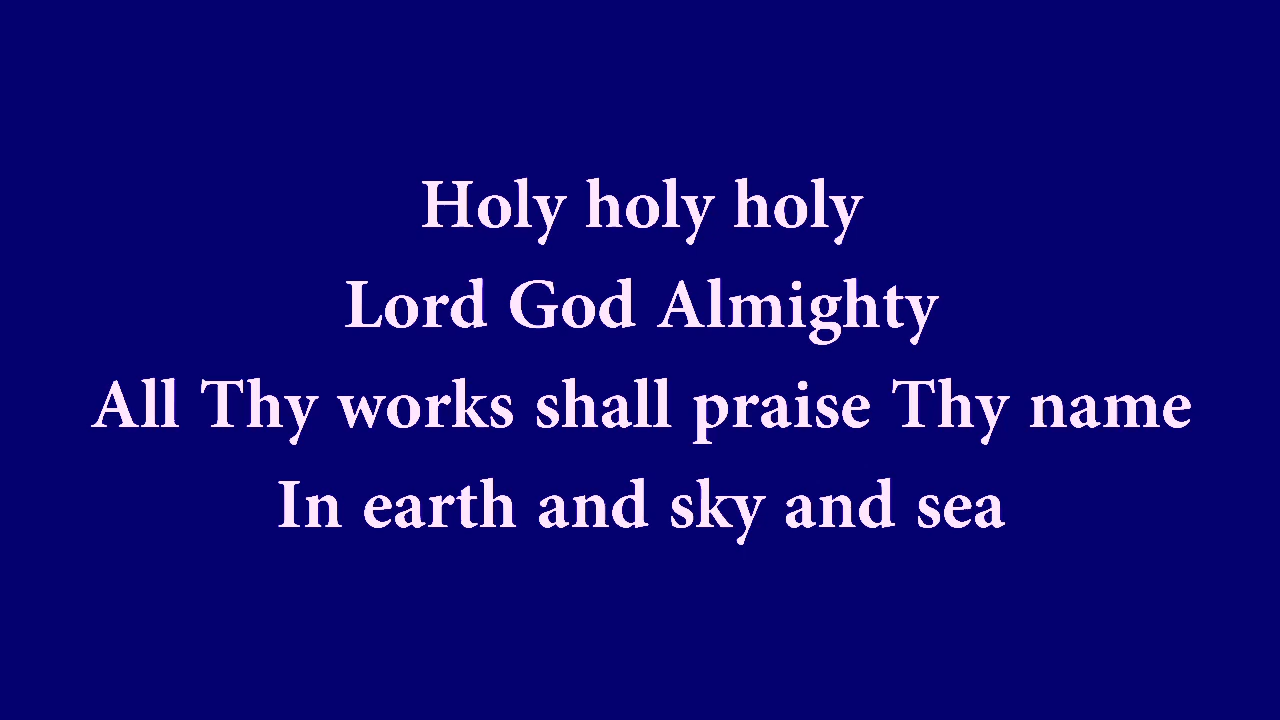 Holy holy holy
Lord God Almighty
All Thy works shall praise Thy name
In earth and sky and sea